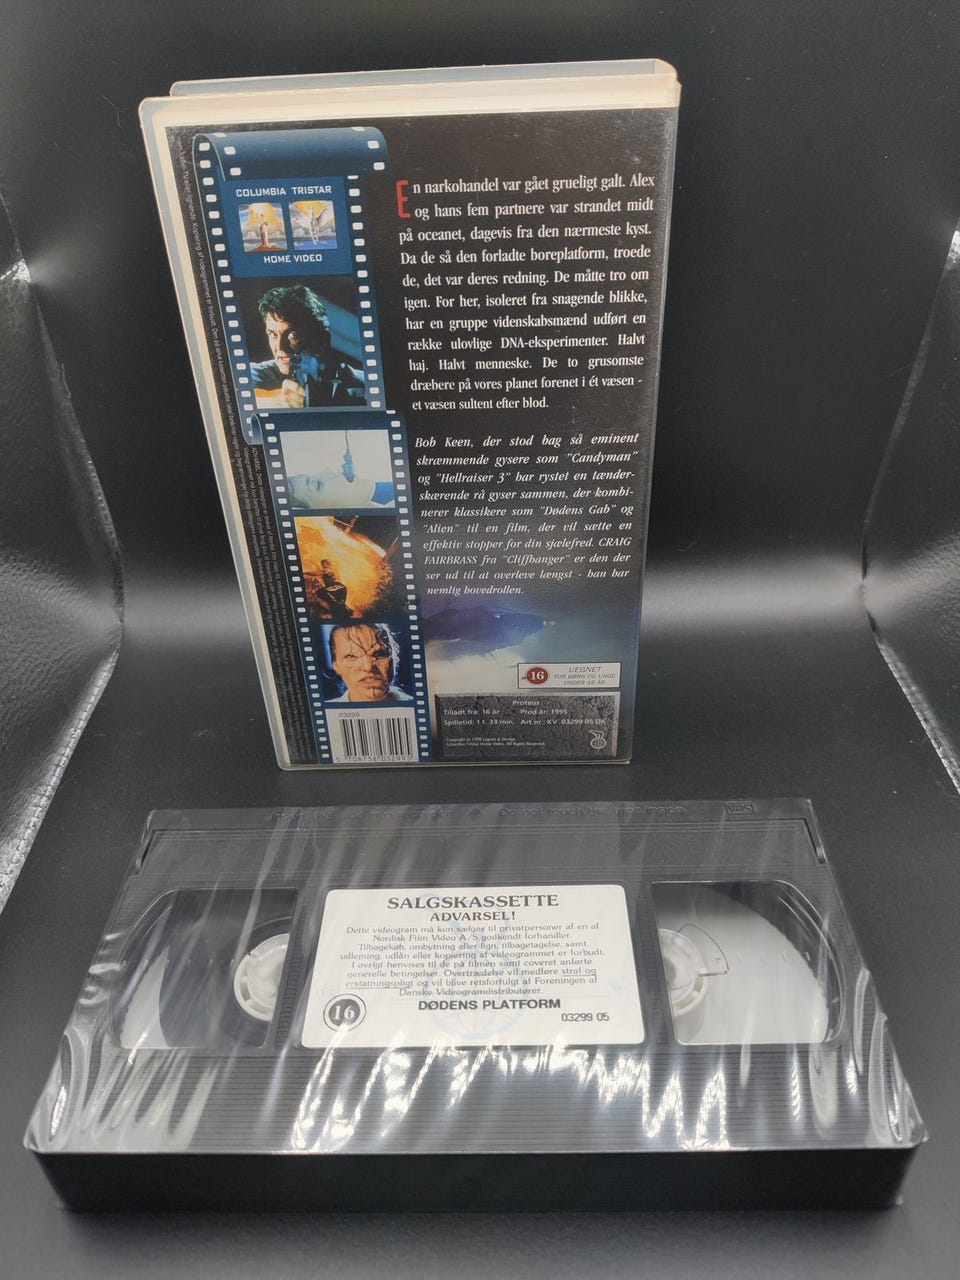 COLUMBIA TRISTAR
HOME VIDEO
En narkohandel var gået grueligt galt. Alex
og hans fem partnere var strandet midt
på oceanet, dagevis fra den nærmeste kyst.
Da de så den forladte boreplatform, troede
de, det var deres redning. De måtte tro om
igen. For her, isoleret fra snagende blikke,
har en gruppe videnskabsmænd udført en
række ulovlige DNA-eksperimenter. Halvt
haj. Halvt menneske. De to grusomste
dræbere på vores planet forenet i ét væsen -
et væsen sultent efter blod.
Bob Keen, der stod bag så eminent
skræmmende gysere som "Candyman"
og "Hellraiser 3" har rystet en tænder-
skærende rå gyser sammen, der kombi-
nerer klassikere som "Dødens Gab" og
"Alien" til en film, der vil sætte en
effektiv stopper for din sjælefred. CRAIG
FAIRBRASS fra "Cliffhanger" er den der
ser ud til at overleve længst - han har
nemlig hovedrollen.
16
UEGNET
FOR BØRN OG UNGE
UNDER 16 ÅR
Proteus
Tilladt fra: 16 år Prod.år: 1995
Spilletid: 1 t. 33 min. Art.nr.: KV 03299 05 DK
03299
5 708758 032995
Do not touch the tape inside
VHS
SALGSKASSETTE
ADVARSEL!
Dette videogram må kun sælges til privatpersoner af en af
Nordisk Film Video A/S godkendt forhandler.
Tilbagekøb, ombytning eller lign. tilbagetagelse, samt
udlejning, udlån eller kopiering af videogrammet er forbudt.
I øvrigt henvises til de på filmen samt coveret anførte
generelle betingelser. Overtrædelse vil medføre straf og
erstatningspligt og vil blive retsforfulgt af Foreningen af
Danske Videogramdistributører.
16
DØDENS PLATFORM
03299 05